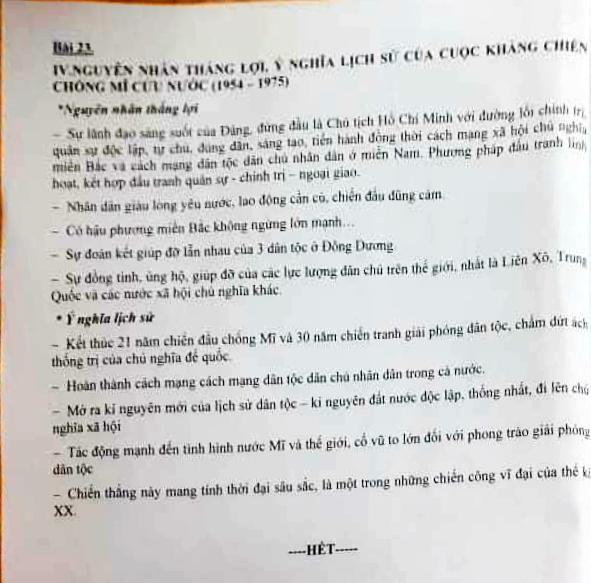 Bài 23.
IV.NGUYÊN NHÂN THẮNG LỢI, Ý NGHĨA LỊCH SỬ CỦA CUỘC KHÁNG CHIẾN
CHỐNG MĨ CỨU NƯỚC (1954 – 1975)
*Nguyên nhân thắng lợi
– Sự lãnh đạo sáng suốt của Đảng, đứng đầu là Chủ tịch Hồ Chí Minh với đường lối chính trị,
quân sự độc lập, tự chủ, đúng đắn, sáng tạo, tiến hành đồng thời cách mạng xã hội chủ nghĩa
miền Bắc và cách mạng dân tộc dân chủ nhân dân ở miền Nam. Phương pháp đấu tranh linh
hoạt, kết hợp đấu tranh quân sự - chính trị – ngoại giao.
– Nhân dân giàu lòng yêu nước, lao động cần cù, chiến đấu dũng cảm.
– Có hậu phương miền Bắc không ngừng lớn mạnh…
– Sự đoàn kết giúp đỡ lẫn nhau của 3 dân tộc ở Đông Dương.
– Sự đồng tình, ủng hộ, giúp đỡ của các lực lượng dân chủ trên thế giới, nhất là Liên Xô, Trung
Quốc và các nước xã hội chủ nghĩa khác.
* Ý nghĩa lịch sử
– Kết thúc 21 năm chiến đấu chống Mĩ và 30 năm chiến tranh giải phóng dân tộc, chấm dứt ách
thống trị của chủ nghĩa đế quốc.
– Hoàn thành cách mạng cách mạng dân tộc dân chủ nhân dân trong cả nước.
– Mở ra kỉ nguyên mới của lịch sử dân tộc – kỉ nguyên đất nước độc lập, thống nhất, đi lên chủ
nghĩa xã hội
– Tác động mạnh đến tình hình nước Mĩ và thế giới, cổ vũ to lớn đối với phong trào giải phóng
dân tộc
– Chiến thắng này mang tính thời đại sâu sắc, là một trong những chiến công vĩ đại của thế kỉ
XX.
----HẾT-----